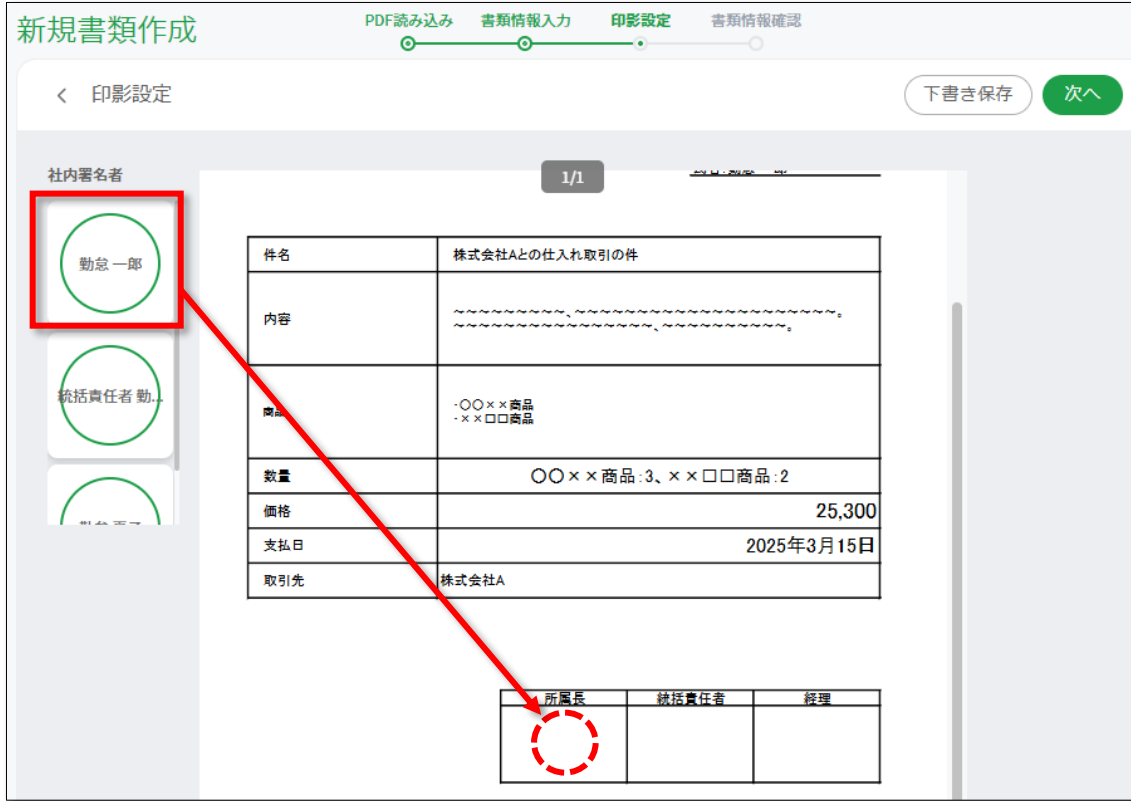 新規書類作成
PDF読み込み 書類情報入力 印影設定 書類情報確認
印影設定
下書き保存 次へ
社内署名者
1/1
勤怠 一郎
統括責任者 勤...
件名 株式会社Aとの仕入れ取引の件
内容 ~~~~~~~~~、~~~~~~~~~~~~~~~~~~~~~。
~~~~~~~~~~~~~~~~、~~~~~~~~~~。
商品 ・〇〇××商品
・××□□商品
数量 〇〇××商品:3、××□□商品:2
価格 25,300
支払日 2025年3月15日
取引先 株式会社A
所属長 統括責任者 経理